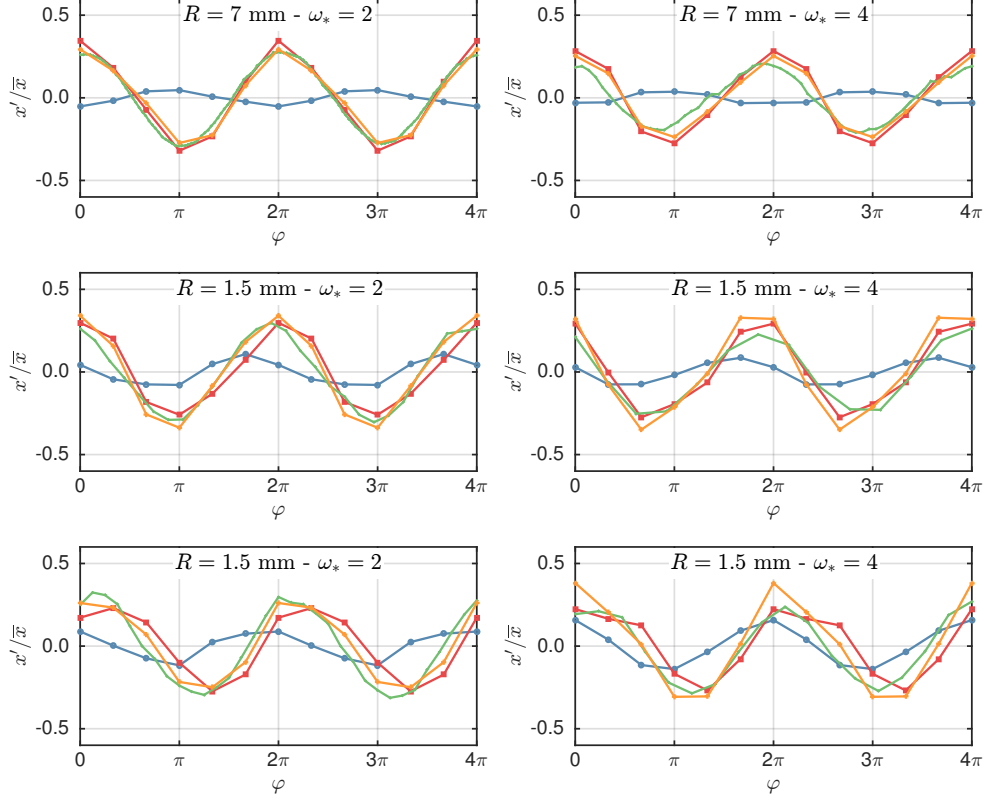 R = 7 mm - ω* = 2
x′/x̅
0.5
0.0
-0.5
0
π
2π
3π
4π
φ
R = 7 mm - ω* = 4
x′/x̅
0.5
0.0
-0.5
0
π
2π
3π
4π
φ
R = 1.5 mm - ω* = 2
x′/x̅
0.5
0.0
-0.5
0
π
2π
3π
4π
φ
R = 1.5 mm - ω* = 4
x′/x̅
0.5
0.0
-0.5
0
π
2π
3π
4π
φ
R = 1.5 mm - ω* = 2
x′/x̅
0.5
0.0
-0.5
0
π
2π
3π
4π
φ
R = 1.5 mm - ω* = 4
x′/x̅
0.5
0.0
-0.5
0
π
2π
3π
4π
φ